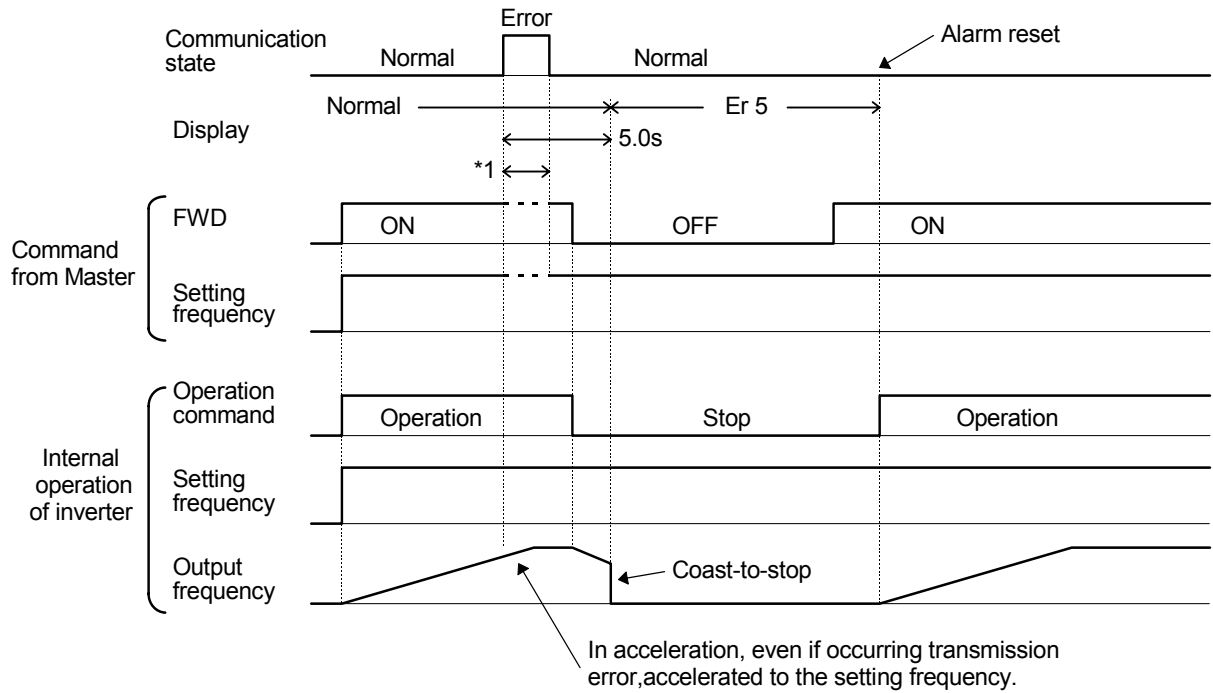 Error
Communication
state
Normal
Normal
Alarm reset
Display
Normal
Er 5
5.0s
*1
Command
from Master
FWD
ON
OFF
ON
Setting
frequency
Internal
operation
of inverter
Operation
command
Operation
Stop
Operation
Setting
frequency
Output
frequency
Coast-to-stop
In acceleration, even if occurring transmission
error,accelerated to the setting frequency.